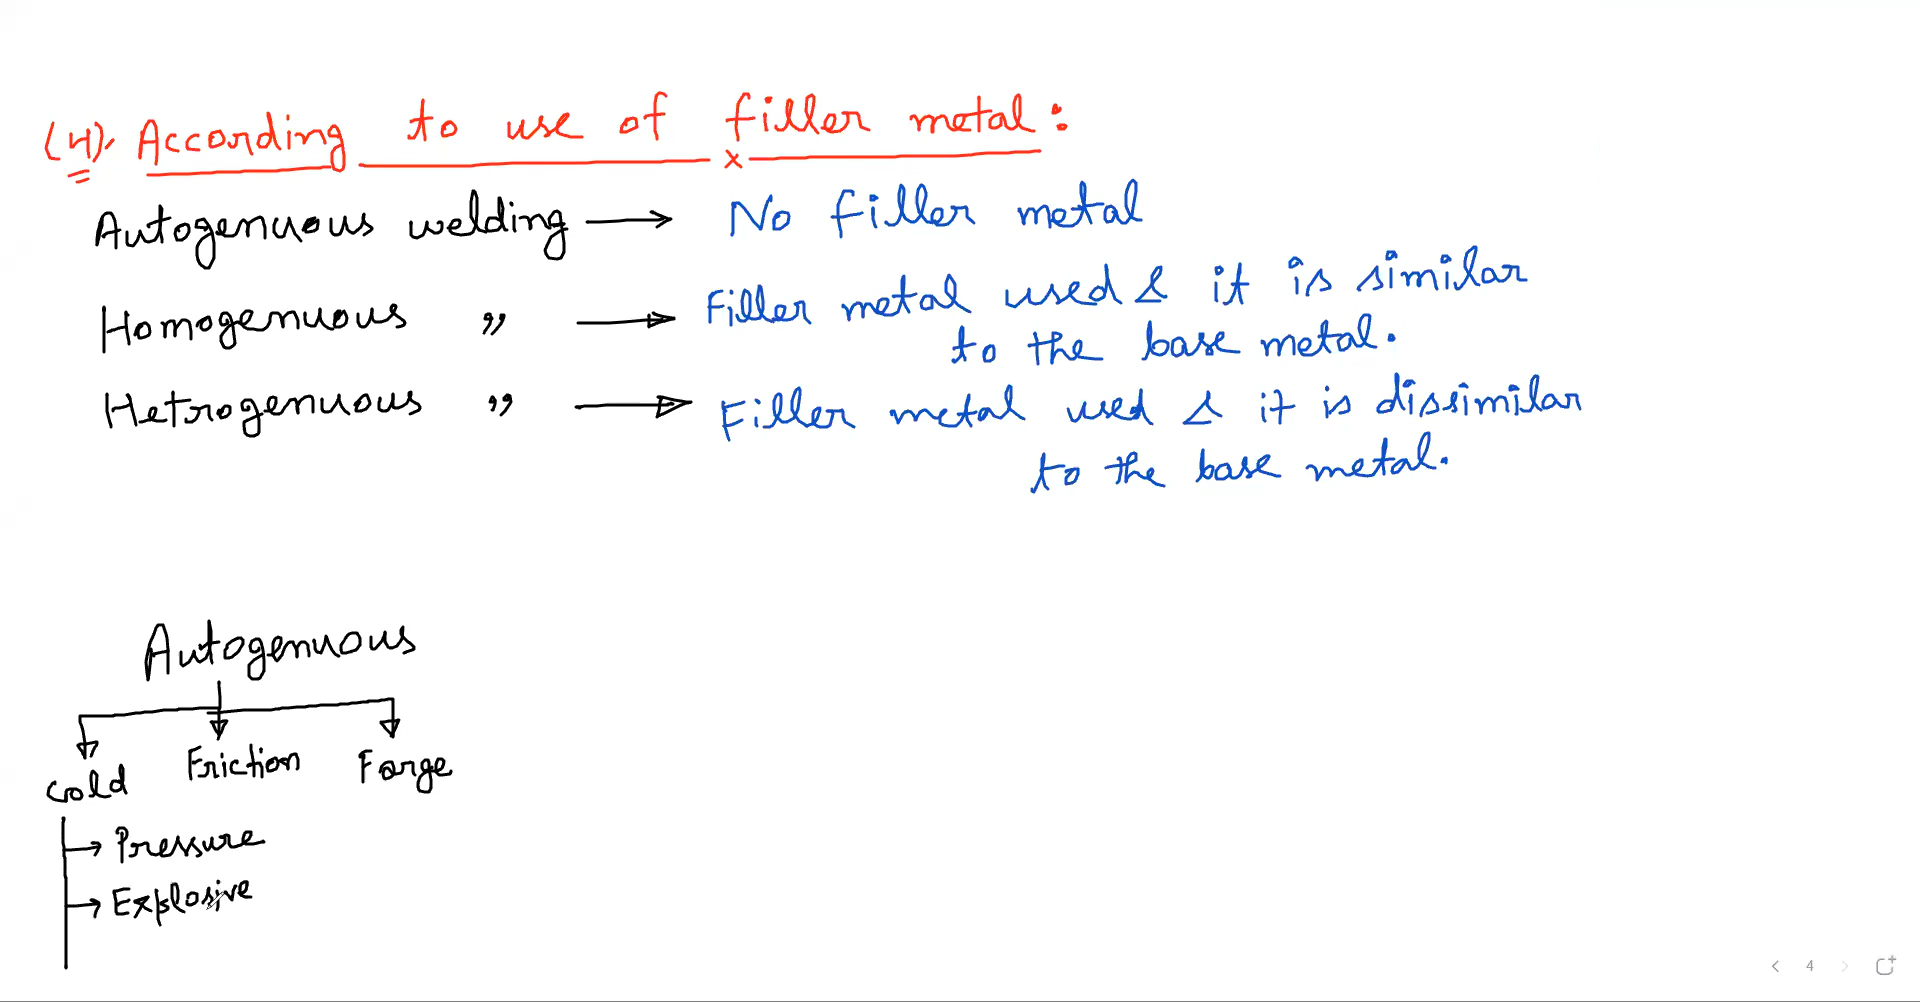 (4). According to use of filler metal:
Autogenuous welding → No filler metal
Homogenuous " → Filler metal used & it is similar
to the base metal.
Hetrogenuous " → Filler metal used & it is dissimilar
to the base metal.
Autogenuous
Cold Friction Forge
→ Pressure
→ Explosive
4